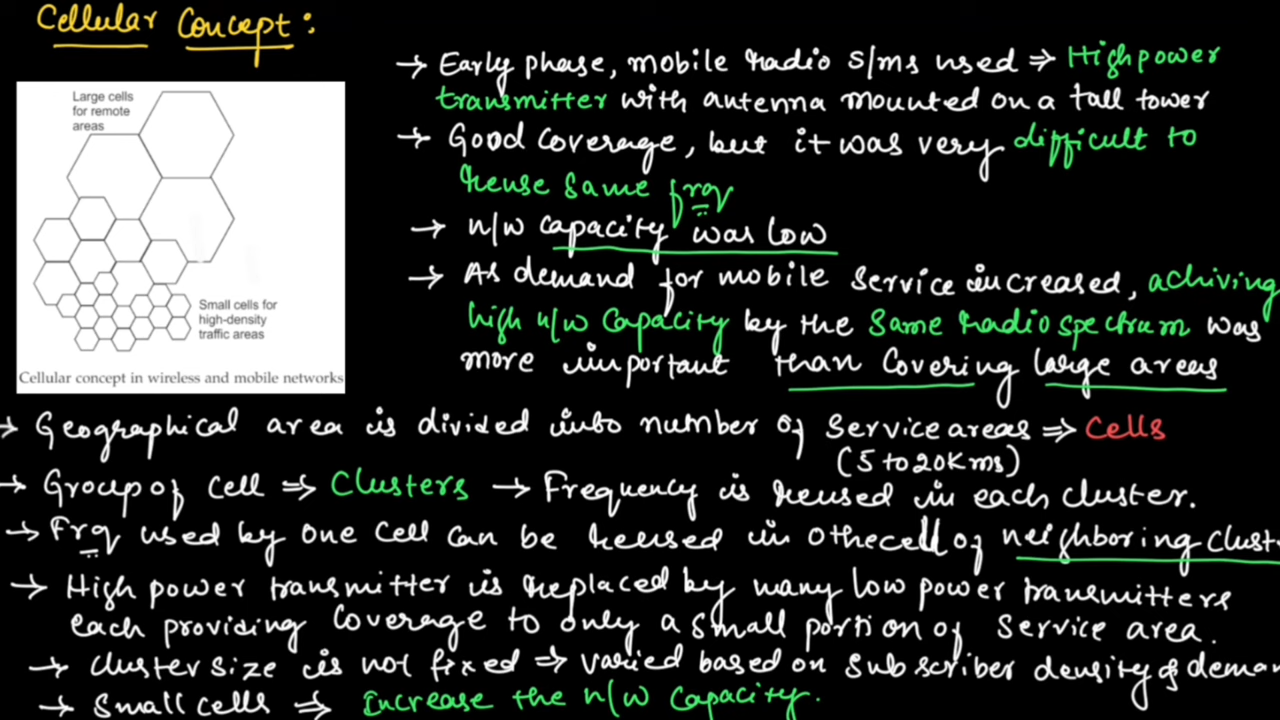 Cellular Concept:
Large cells
for remote
areas
Small cells for
high-density
traffic areas
Cellular concept in wireless and mobile networks
→ Early phase, mobile radio s/ms used ⇒ High power
transmitter with antenna mounted on a tall tower
→ Good coverage, but it was very difficult to
reuse same frq
→ n/w capacity was low
→ As demand for mobile service increased, achiving
high n/w capacity by the same radio spectrum was
more important than covering large areas
→ Geographical area is divided into number of service areas ⇒ cells
(5 to 20 Kms)
→ Group of cell ⇒ Clusters → Frequency is reused in each cluster.
→ Frq used by one cell can be reused in othecell of neighboring clust
→ High power transmitter is replaced by many low power transmitters
each providing coverage to only a small portion of service area.
→ cluster size is not fixed ⇒ varied based on subscriber density & deman
→ Small cells ⇒ Increase the n/w capacity.